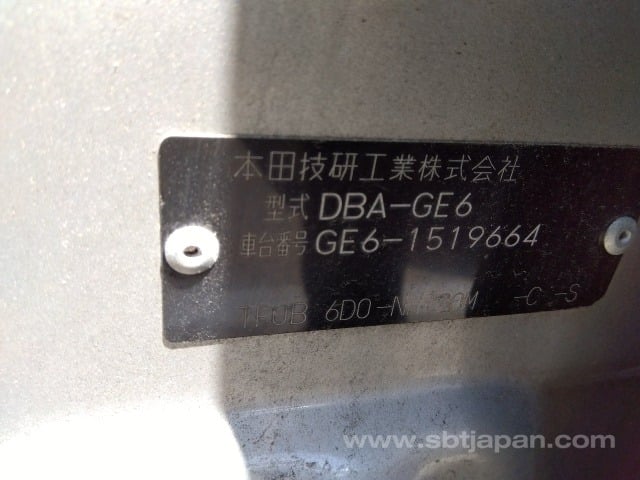 本田技研工業株式会社
型式 DBA-GE6
車台番号 GE6-1519664
6D0-N -C -S
www.sbtjapan.com